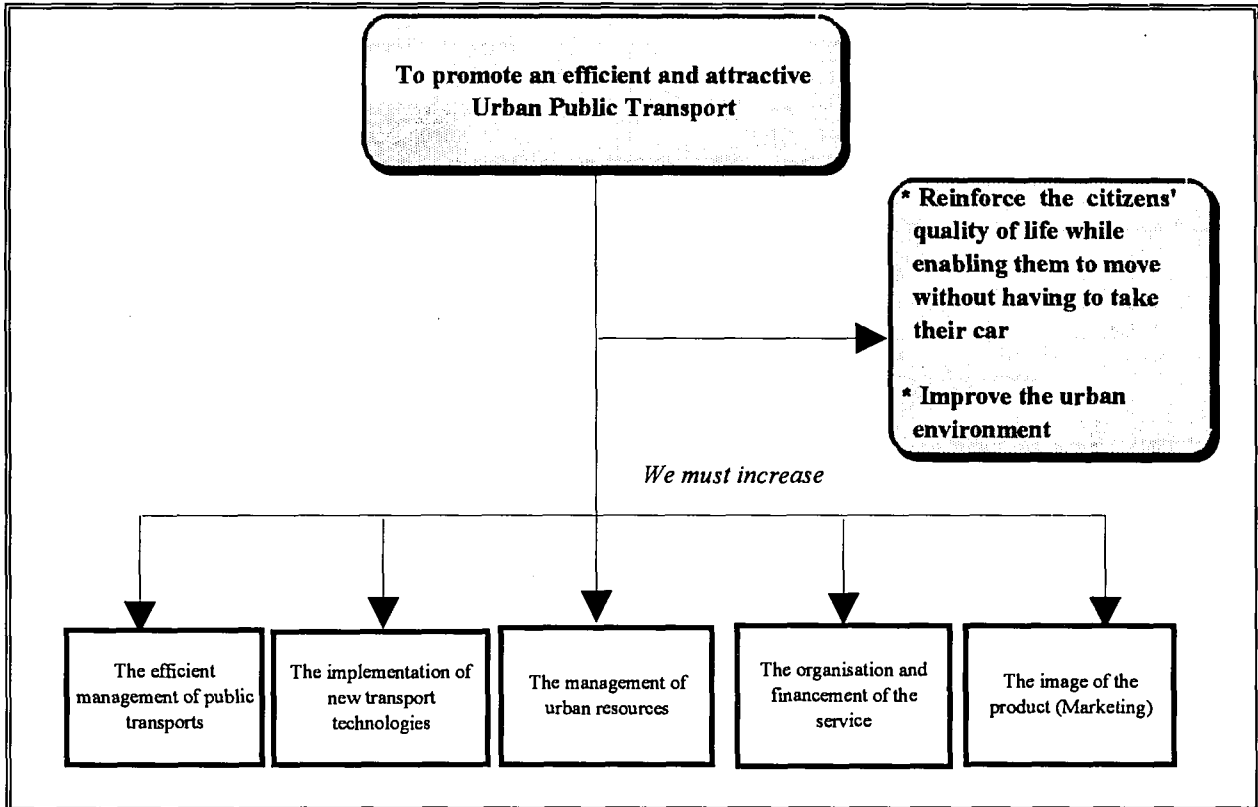 To promote an efficient and attractive
Urban Public Transport
* Reinforce the citizens'
quality of life while
enabling them to move
without having to take
their car
* Improve the urban
environment
We must increase
The efficient
management of public
transports
The implementation of
new transport
technologies
The management of
urban resources
The organisation and
financement of the
service
The image of the
product (Marketing)